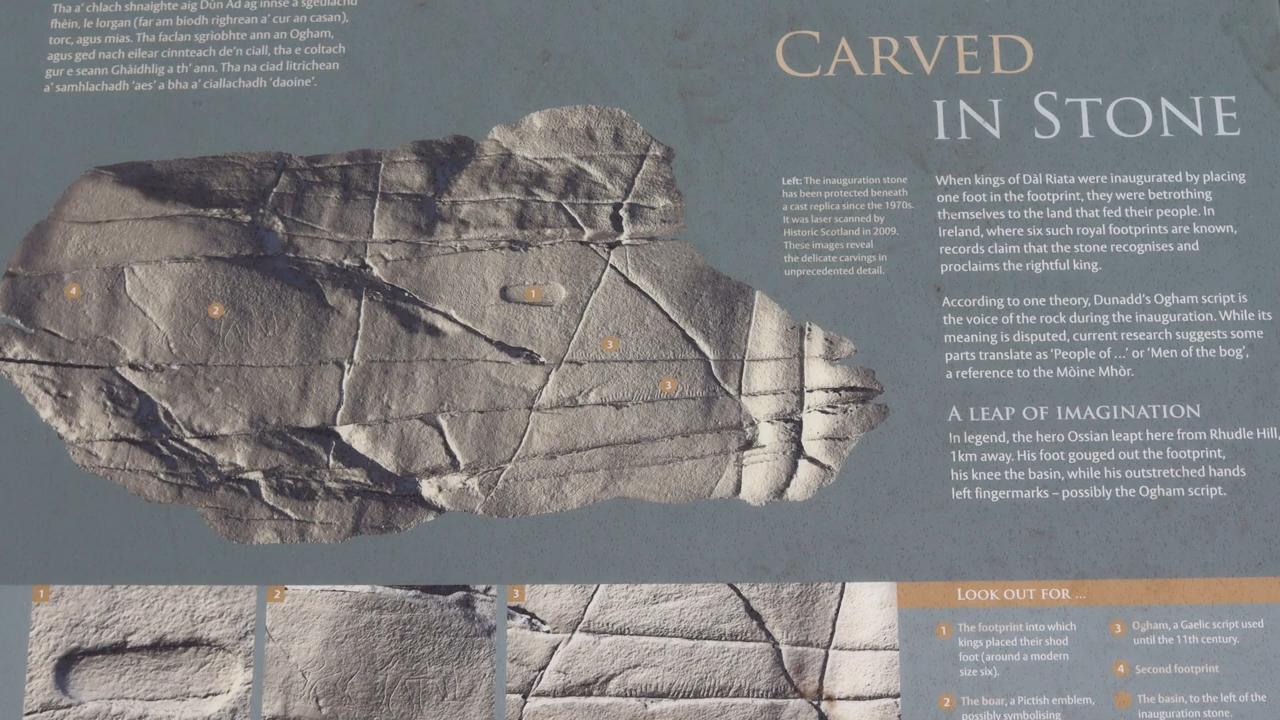 Tha a' chlach shnaighte aig Dùn Ad ag innse a sgeulachd
fhèin, le lorgan (far am biodh rìghrean a' cur an casan),
torc, agus mias. Tha faclan sgrìobhte ann an Ogham,
agus ged nach eilear cinnteach de'n ciall, tha e coltach
gur e seann Ghàidhlig a th' ann. Tha na ciad litrichean
a' samhlachadh 'aes' a bha a' ciallachadh 'daoine'.
CARVED
IN STONE
Left: The inauguration stone
has been protected beneath
a cast replica since the 1970s.
It was laser scanned by
Historic Scotland in 2009.
These images reveal
the delicate carvings in
unprecedented detail.
When kings of Dàl Riata were inaugurated by placing
one foot in the footprint, they were betrothing
themselves to the land that fed their people. In
Ireland, where six such royal footprints are known,
records claim that the stone recognises and
proclaims the rightful king.
According to one theory, Dunadd's Ogham script is
the voice of the rock during the inauguration. While its
meaning is disputed, current research suggests some
parts translate as 'People of ...' or 'Men of the bog',
a reference to the Mòine Mhòr.
A LEAP OF IMAGINATION
In legend, the hero Ossian leapt here from Rhudle Hill,
1km away. His foot gouged out the footprint,
his knee the basin, while his outstretched hands
left fingermarks – possibly the Ogham script.
4
2
1
3
3
1
2
3
LOOK OUT FOR ...
1 The footprint into which
kings placed their shod
foot (around a modern
size six).
2 The boar, a Pictish emblem,
possibly symbolising
3 Ogham, a Gaelic script used
until the 11th century.
4 Second footprint
The basin, to the left of the
inauguration stone.